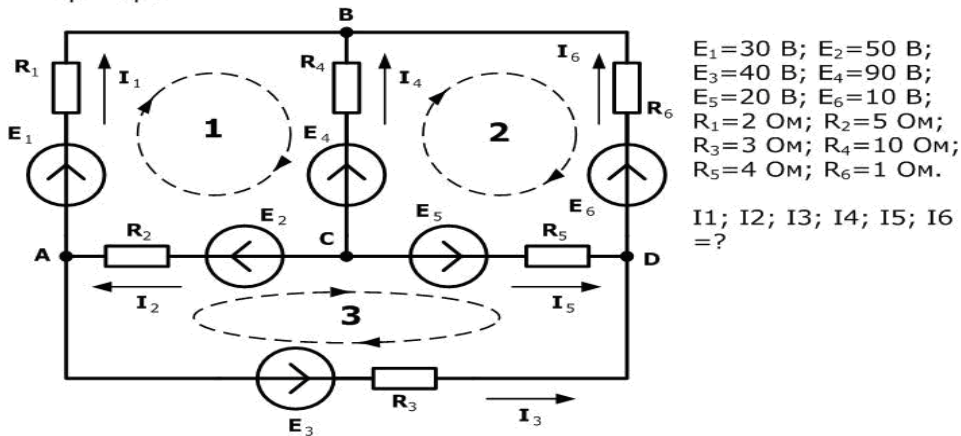 B
R₁
I₁
R₄
I₄
I₆
R₆
E₁
1
E₄
2
E₆
E₂
E₅
A
R₂
C
R₅
D
I₂
I₅
3
R₃
I₃
E₃
E₁=30 В; E₂=50 В;
E₃=40 В; E₄=90 В;
E₅=20 В; E₆=10 В;
R₁=2 Ом; R₂=5 Ом;
R₃=3 Ом; R₄=10 Ом;
R₅=4 Ом; R₆=1 Ом.
I1; I2; I3; I4; I5; I6
=?